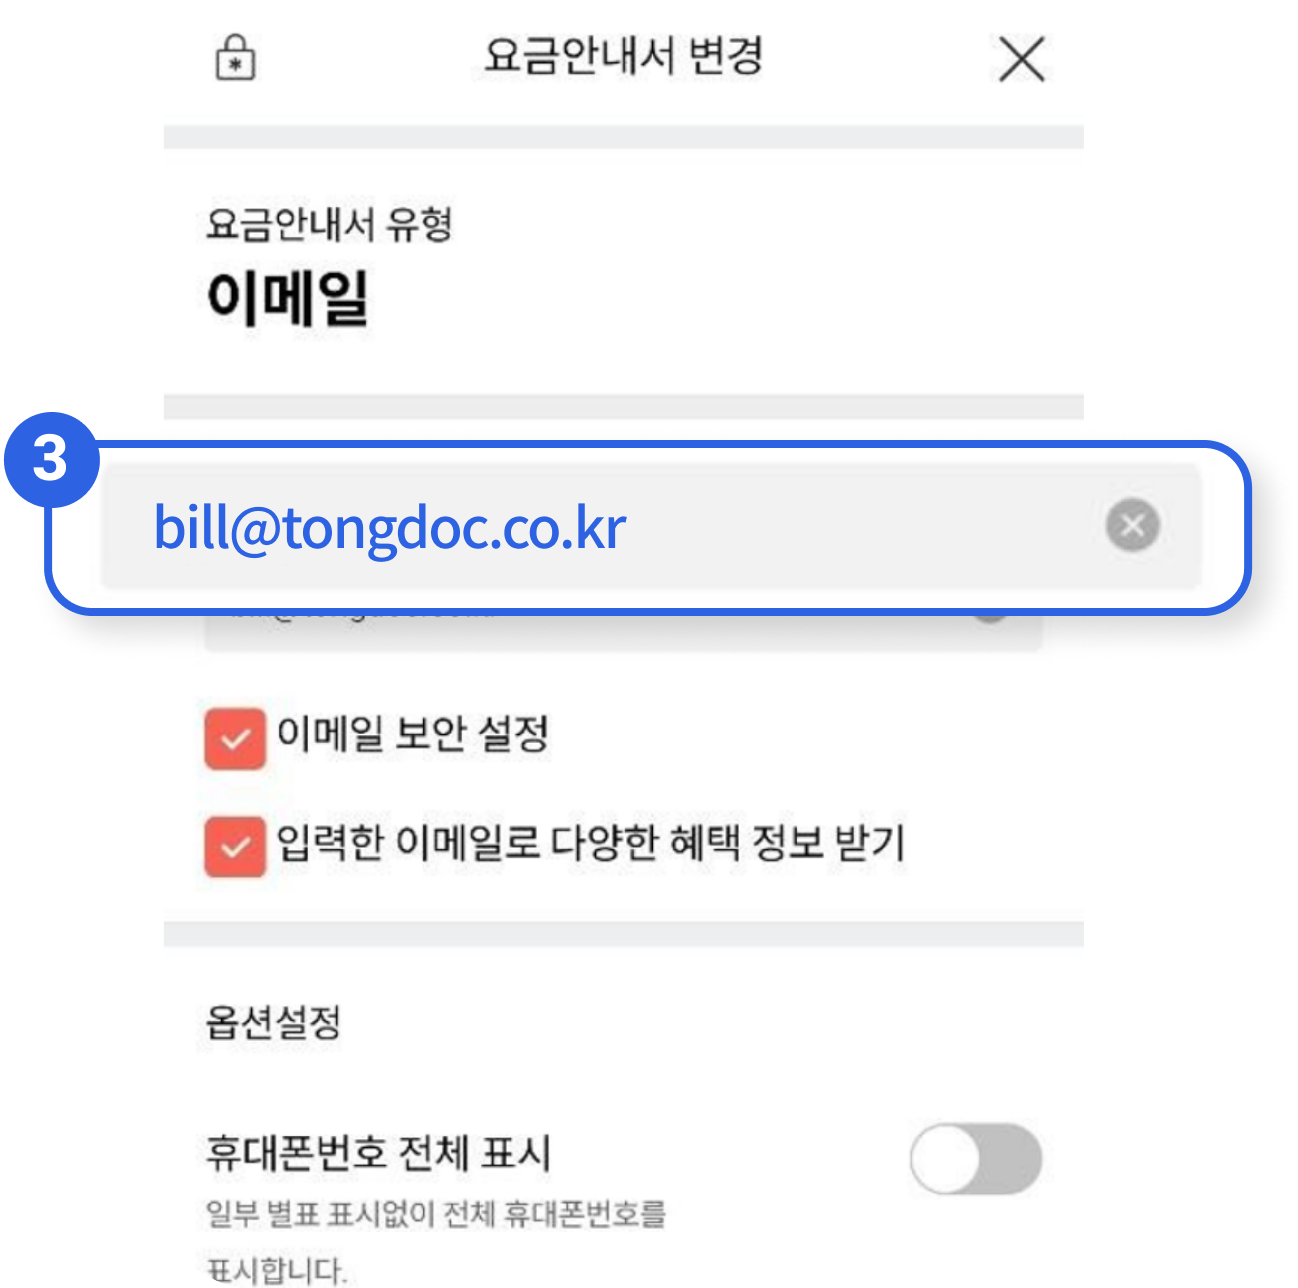 요금안내서 변경
요금안내서 유형
이메일
3
bill@tongdoc.co.kr
이메일 보안 설정
입력한 이메일로 다양한 혜택 정보 받기
옵션설정
휴대폰번호 전체 표시
일부 별표 표시없이 전체 휴대폰번호를
표시합니다.